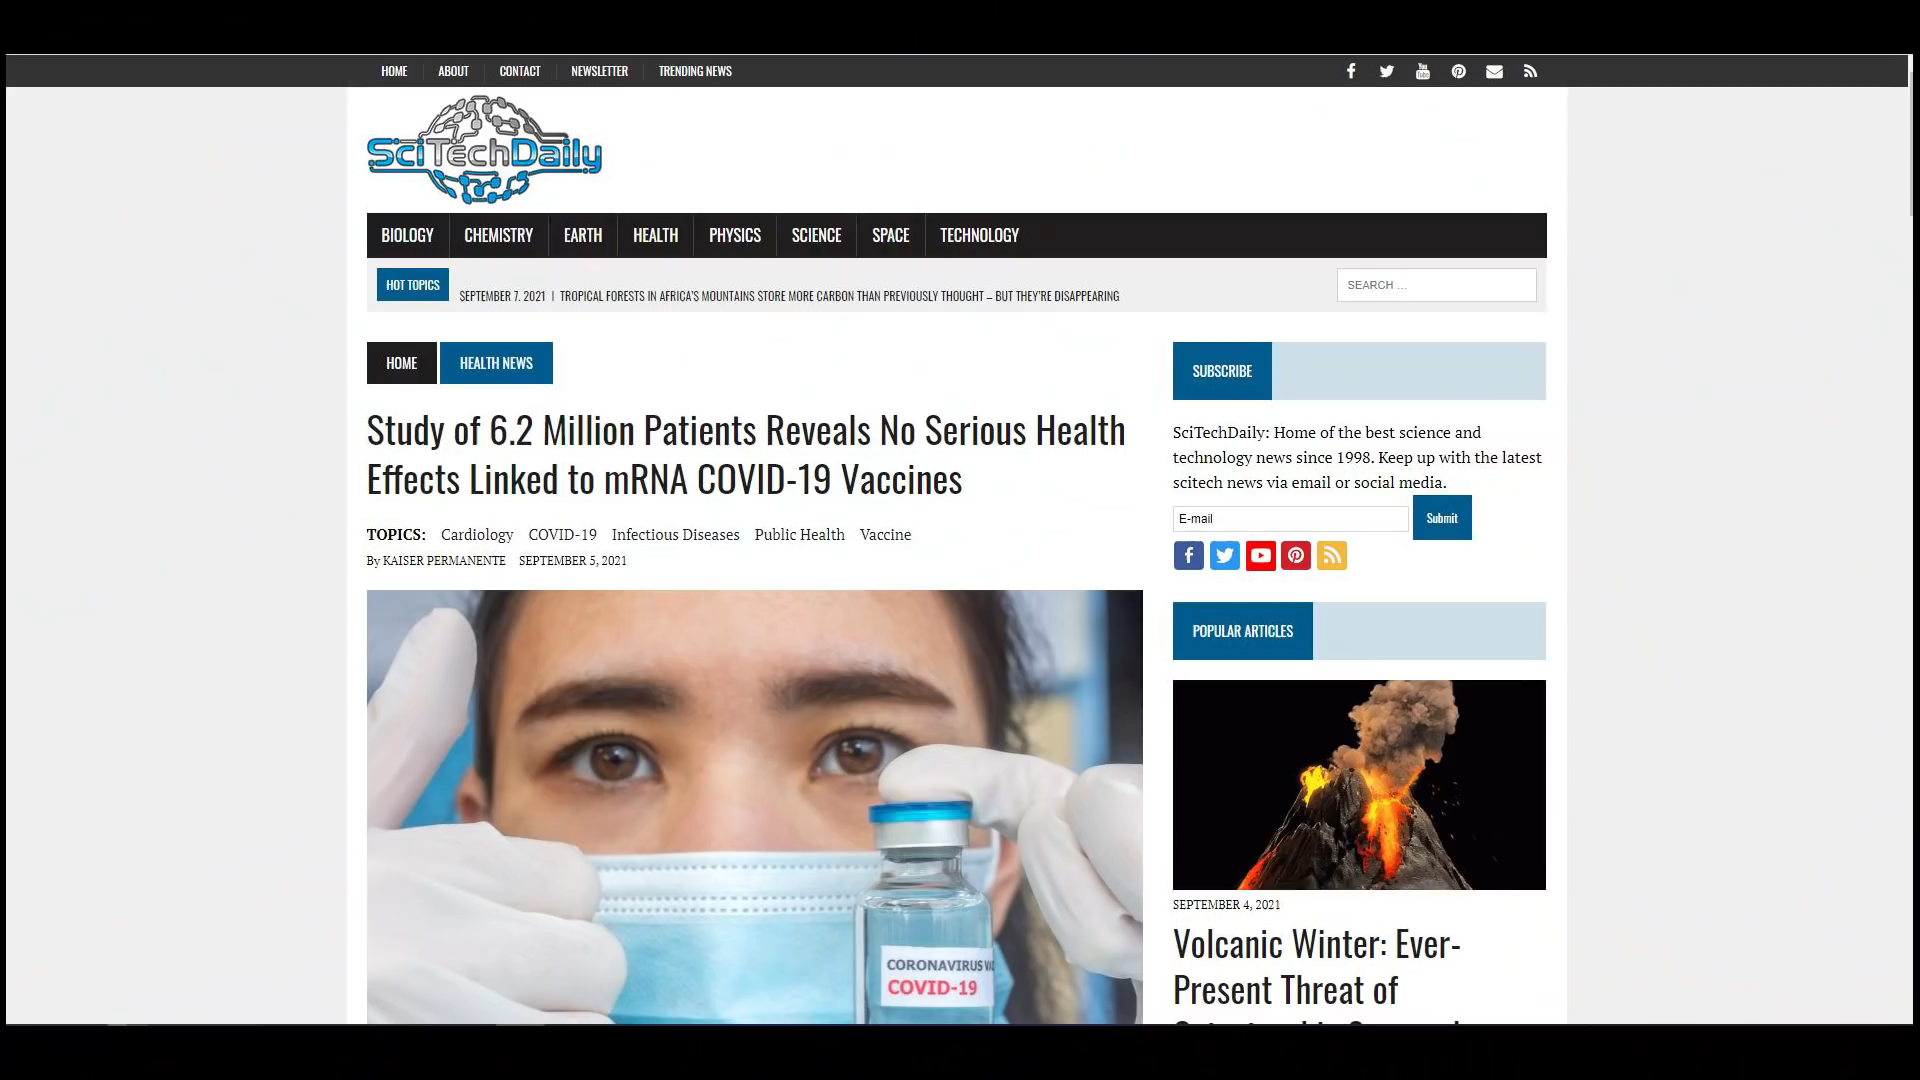 HOME ABOUT CONTACT NEWSLETTER TRENDING NEWS
You
Tube
SciTechDaily
BIOLOGY CHEMISTRY EARTH HEALTH PHYSICS SCIENCE SPACE TECHNOLOGY
HOT TOPICS SEPTEMBER 7, 2021 | TROPICAL FORESTS IN AFRICA'S MOUNTAINS STORE MORE CARBON THAN PREVIOUSLY THOUGHT – BUT THEY'RE DISAPPEARING SEARCH …
HOME HEALTH NEWS
Study of 6.2 Million Patients Reveals No Serious Health
Effects Linked to mRNA COVID-19 Vaccines
TOPICS: Cardiology COVID-19 Infectious Diseases Public Health Vaccine
By KAISER PERMANENTE SEPTEMBER 5, 2021
CORONAVIRUS VAC
COVID-19
SUBSCRIBE
SciTechDaily: Home of the best science and
technology news since 1998. Keep up with the latest
scitech news via email or social media.
E-mail Submit
POPULAR ARTICLES
SEPTEMBER 4, 2021
Volcanic Winter: Ever-
Present Threat of